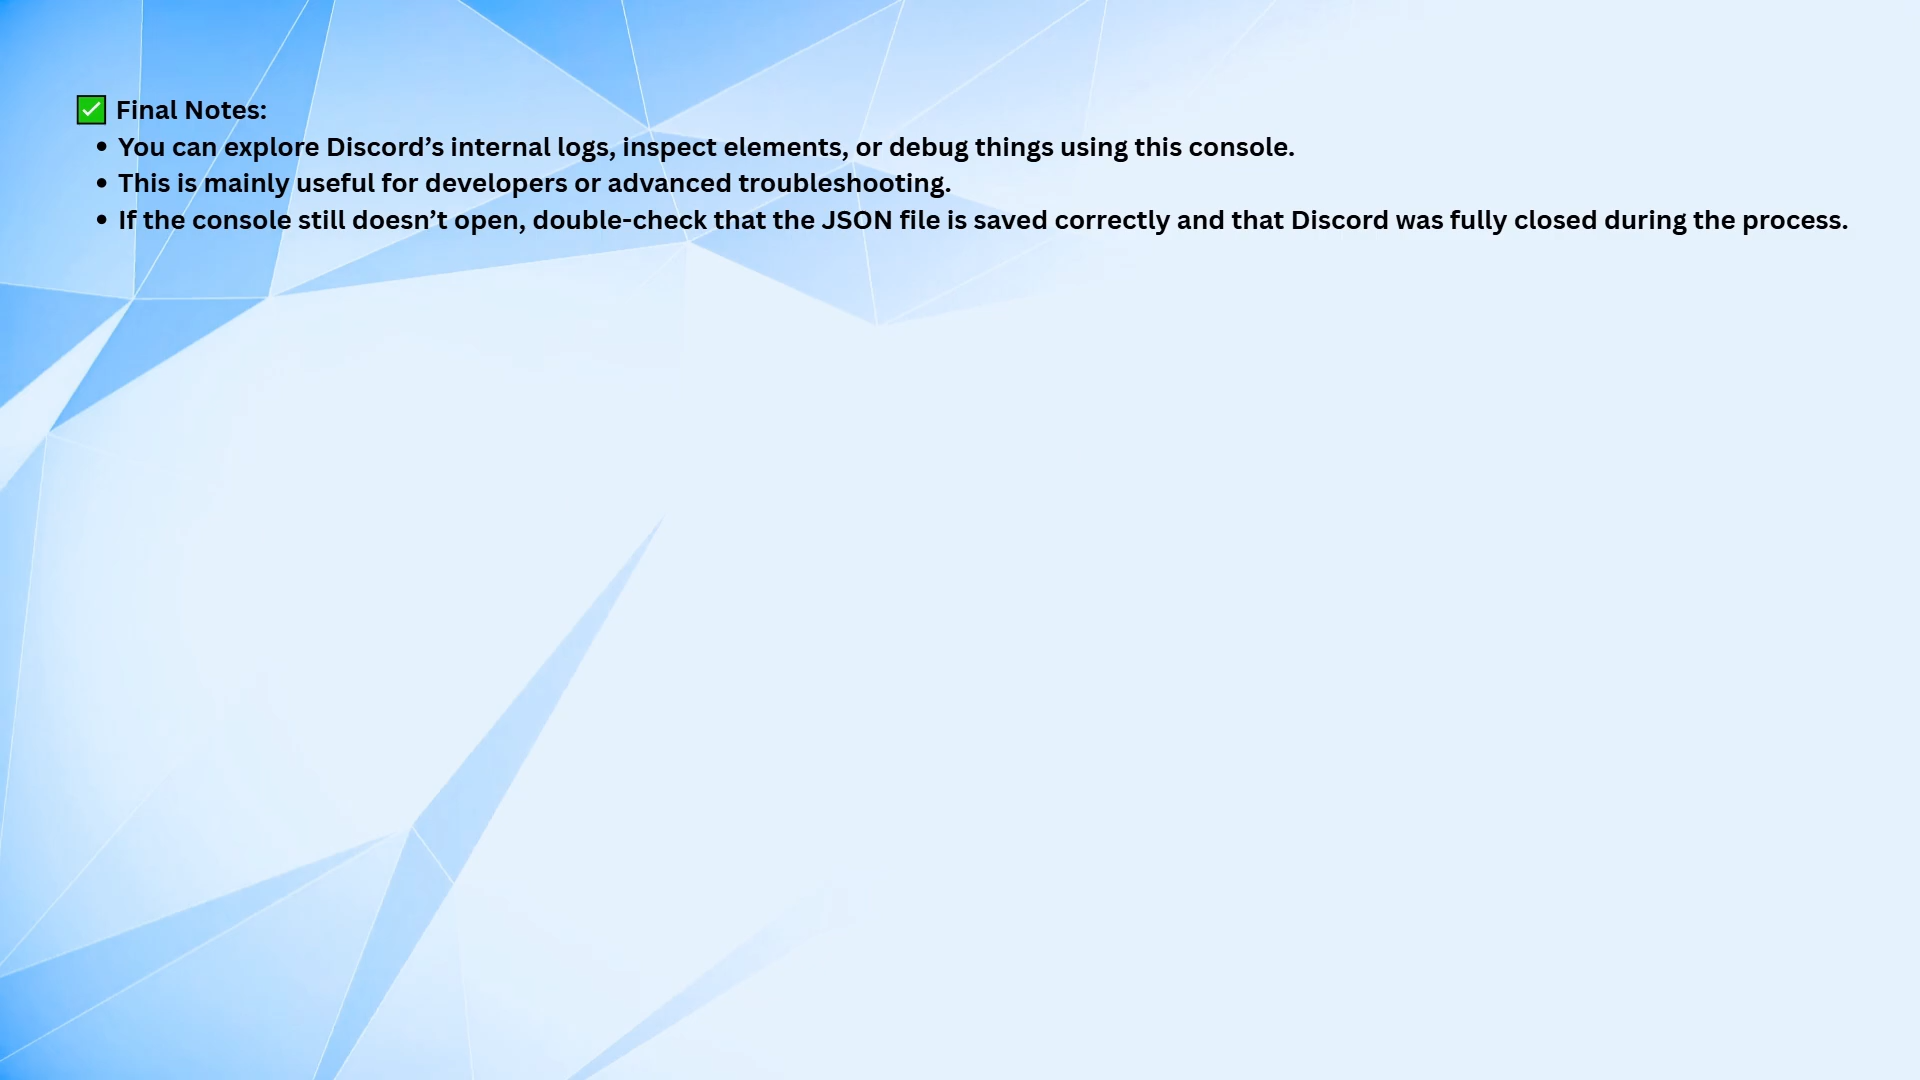 ✅ Final Notes:
• You can explore Discord’s internal logs, inspect elements, or debug things using this console.
• This is mainly useful for developers or advanced troubleshooting.
• If the console still doesn’t open, double-check that the JSON file is saved correctly and that Discord was fully closed during the process.